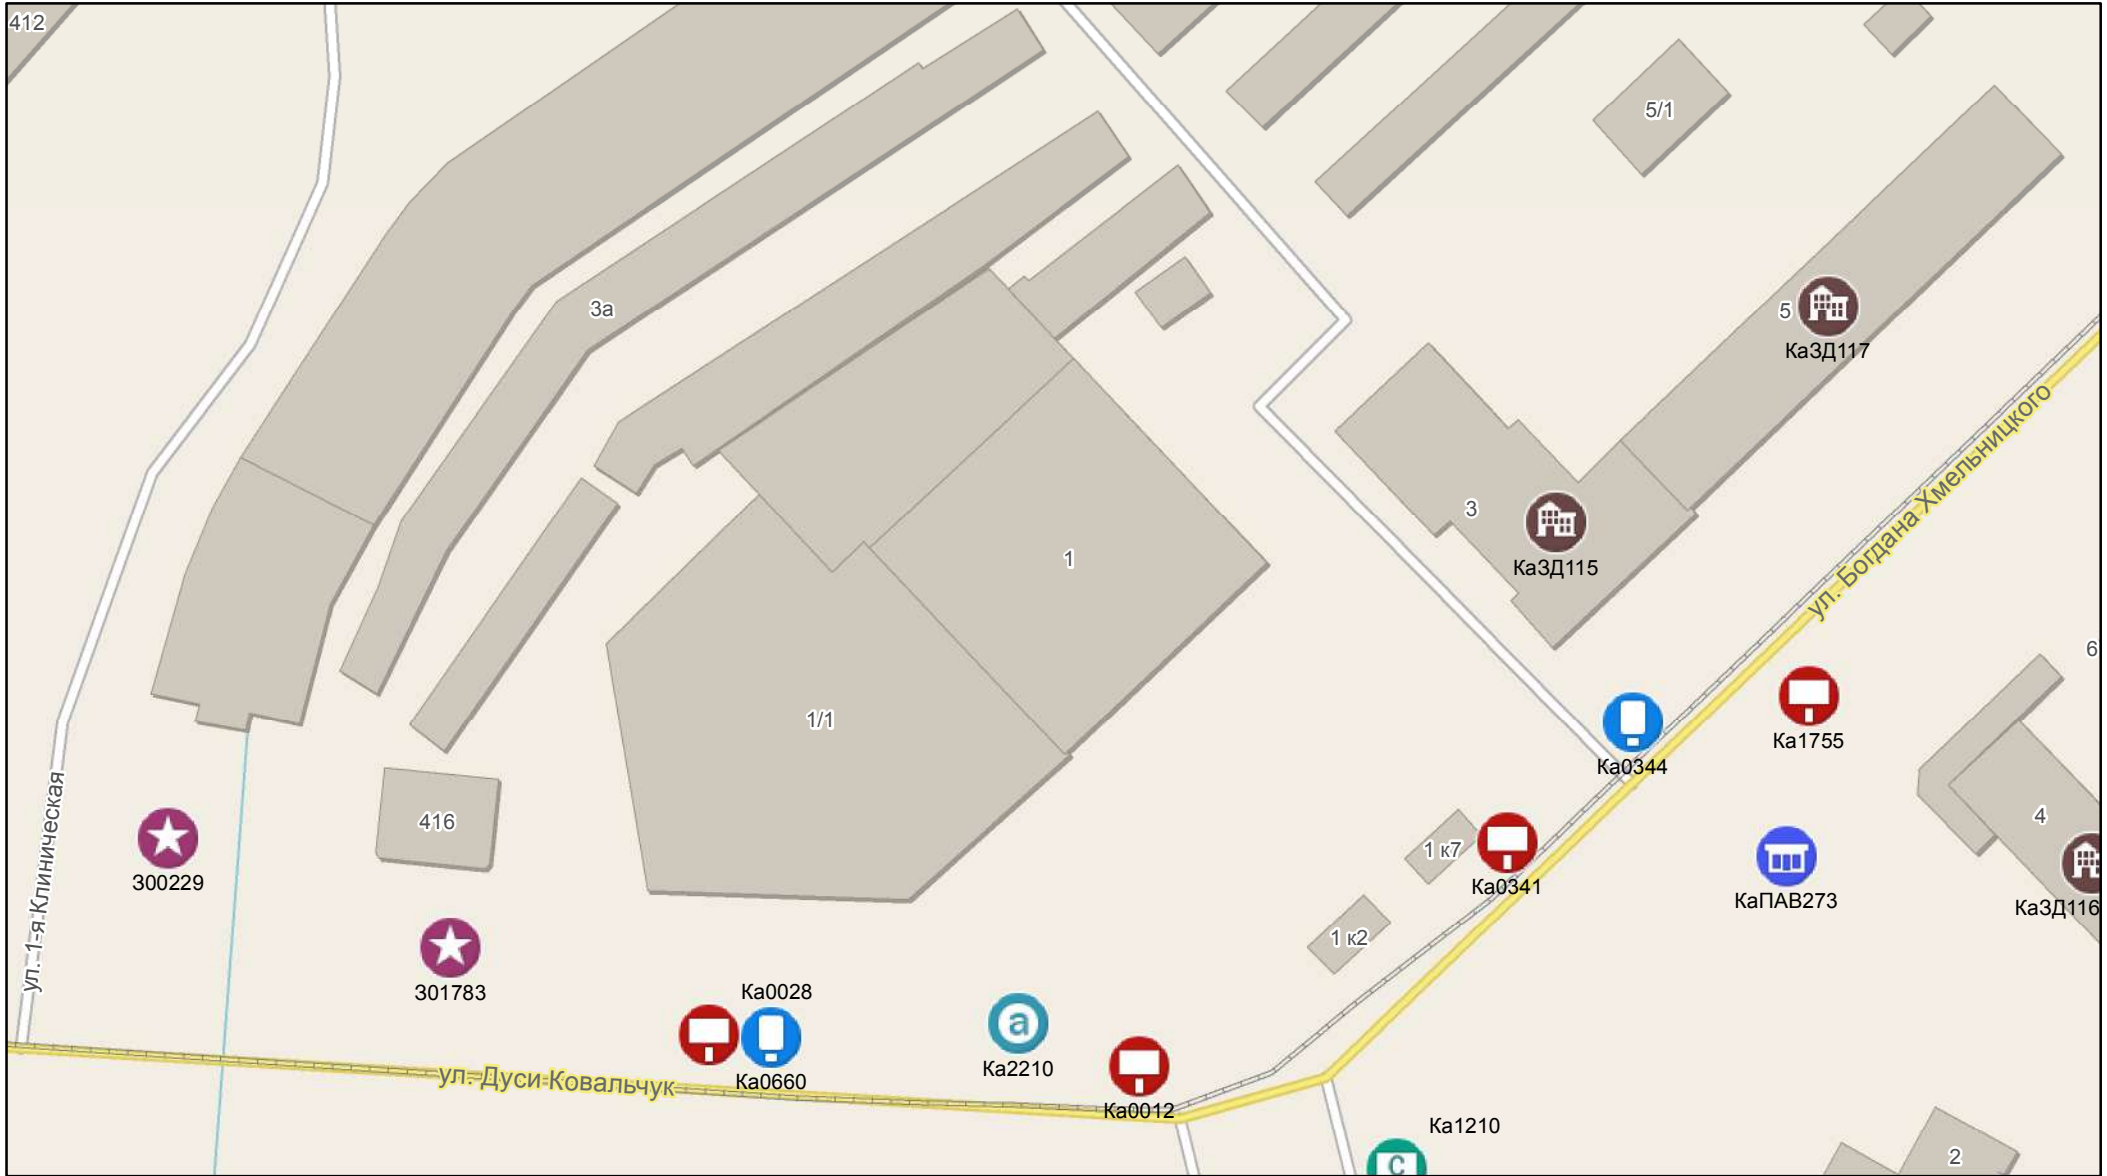 412
5/1
3а
5
КаЗД117
ул. Богдана Хмельницкого
3
КаЗД115
1
6
1/1
Ка0344
Ка1755
ул. 1-я Клиническая
416
4
300229
1 к7
Ка0341
КаПАВ273
КаЗД116
1 к2
301783
Ка0028
a
Ка2210
Ка0660
ул. Дуси Ковальчук
Ка0012
Ка1210
С
2